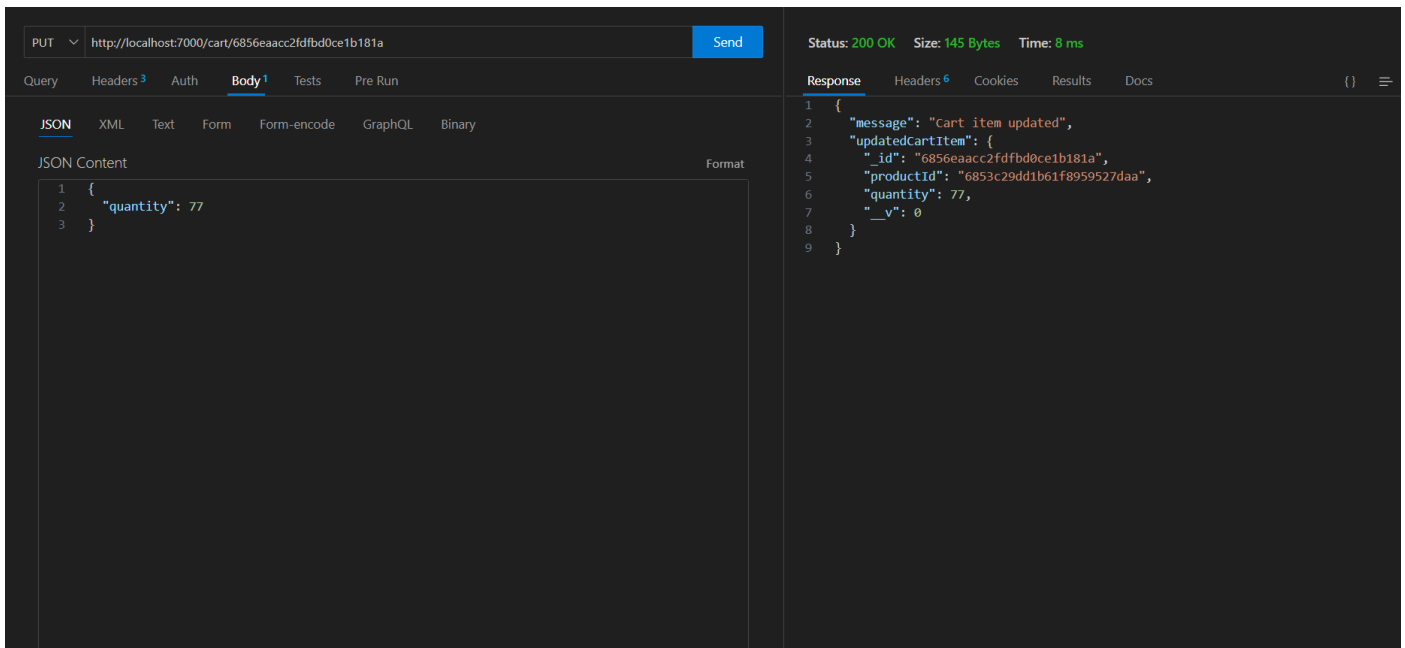 PUT http://localhost:7000/cart/6856eaacc2fdfbd0ce1b181a Send
Query Headers 3 Auth Body 1 Tests Pre Run
JSON XML Text Form Form-encode GraphQL Binary
JSON Content Format
1 {
2 "quantity": 77
3 }
Status: 200 OK Size: 145 Bytes Time: 8 ms
Response Headers 6 Cookies Results Docs {}
1 {
2 "message": "Cart item updated",
3 "updatedCartItem": {
4 "_id": "6856eaacc2fdfbd0ce1b181a",
5 "productId": "6853c29dd1b61f8959527daa",
6 "quantity": 77,
7 "__v": 0
8 }
9 }